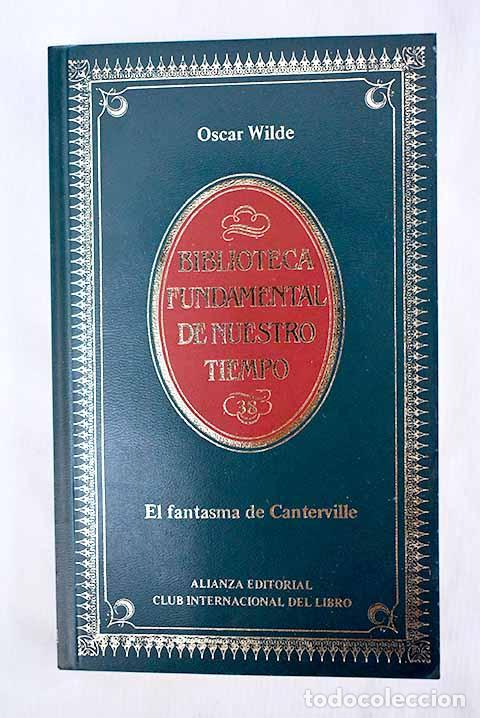 Oscar Wilde
BIBLIOTECA
FUNDAMENTAL
DE NUESTRO
TIEMPO
38
El fantasma de Canterville
ALIANZA EDITORIAL
CLUB INTERNACIONAL DEL LIBRO
todocoleccion